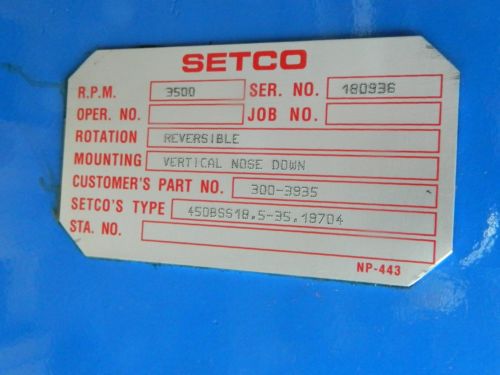 SETCO
R.P.M. 3500 SER. NO. 180936
OPER. NO. JOB NO.
ROTATION REVERSIBLE
MOUNTING VERTICAL NOSE DOWN
CUSTOMER'S PART NO. 300-3935
SETCO'S TYPE 450BSS18.5-35.19704
STA. NO.
NP-443